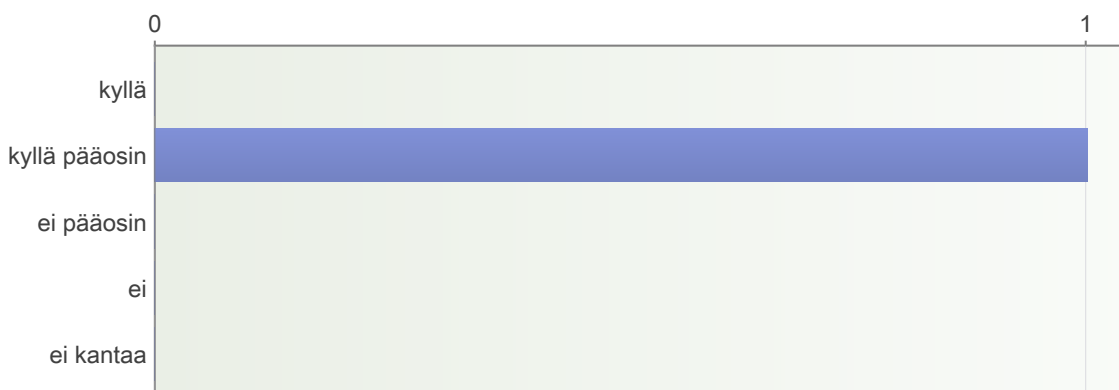 0 1
kyllä
kyllä pääosin
ei pääosin
ei
ei kantaa